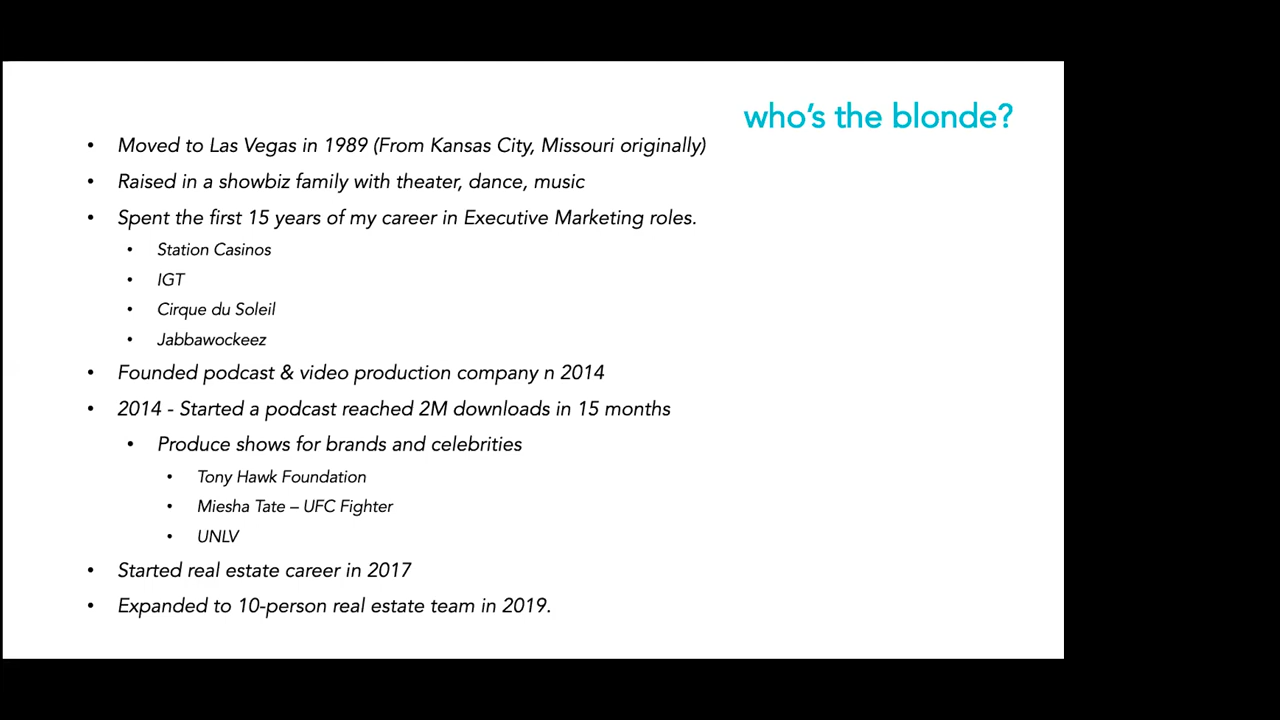 who's the blonde?
• Moved to Las Vegas in 1989 (From Kansas City, Missouri originally)
• Raised in a showbiz family with theater, dance, music
• Spent the first 15 years of my career in Executive Marketing roles.
• Station Casinos
• IGT
• Cirque du Soleil
• Jabbawockeez
• Founded podcast & video production company n 2014
• 2014 - Started a podcast reached 2M downloads in 15 months
• Produce shows for brands and celebrities
• Tony Hawk Foundation
• Miesha Tate – UFC Fighter
• UNLV
• Started real estate career in 2017
• Expanded to 10-person real estate team in 2019.